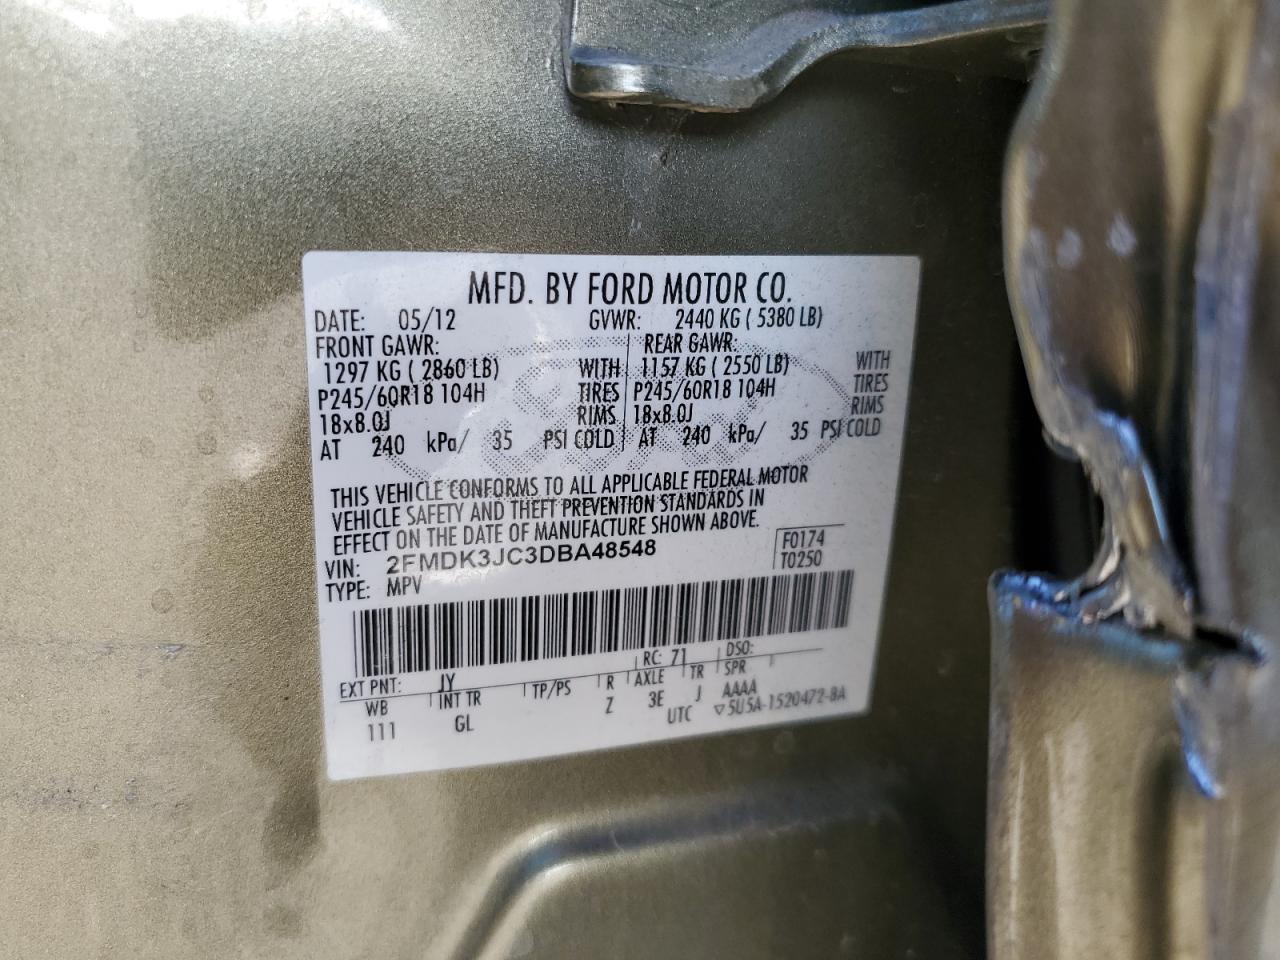 MFD. BY FORD MOTOR CO.
DATE: 05/12 GVWR: 2440 KG ( 5380 LB)
FRONT GAWR: REAR GAWR:
1297 KG ( 2860 LB) WITH 1157 KG ( 2550 LB) WITH
P245/60R18 104H TIRES P245/60R18 104H TIRES
18x8.0J RIMS 18x8.0J RIMS
AT 240 kPa/ 35 PSI COLD AT 240 kPa/ 35 PSI COLD
THIS VEHICLE CONFORMS TO ALL APPLICABLE FEDERAL MOTOR
VEHICLE SAFETY AND THEFT PREVENTION STANDARDS IN
EFFECT ON THE DATE OF MANUFACTURE SHOWN ABOVE.
VIN: 2FMDK3JC3DBA48548 F0174
TYPE: MPV T0250
EXT PNT: JY RC: 71 DSO:
WB INT TR TP/PS R AXLE TR SPR
111 GL Z 3E J AAAA
UTC ▽5U5A-1520472-BA